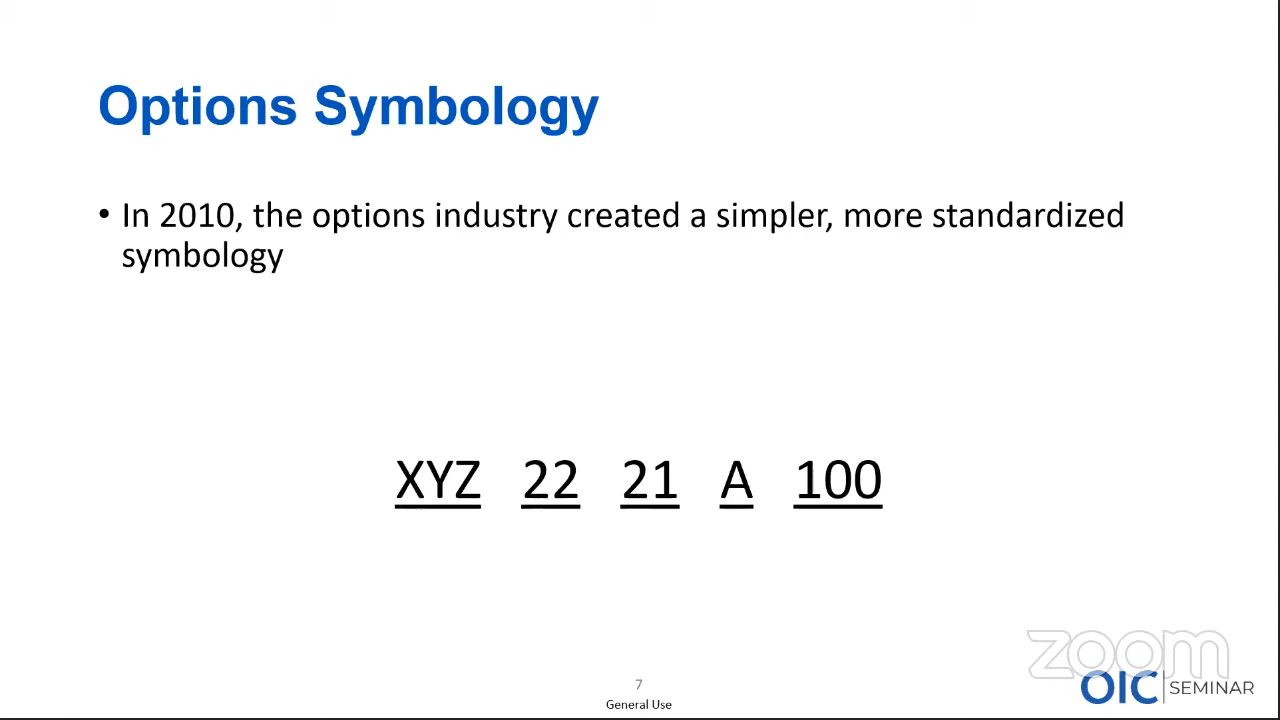 Options Symbology
• In 2010, the options industry created a simpler, more standardized
symbology
XYZ 22 21 A 100
zoom
OIC SEMINAR
7
General Use